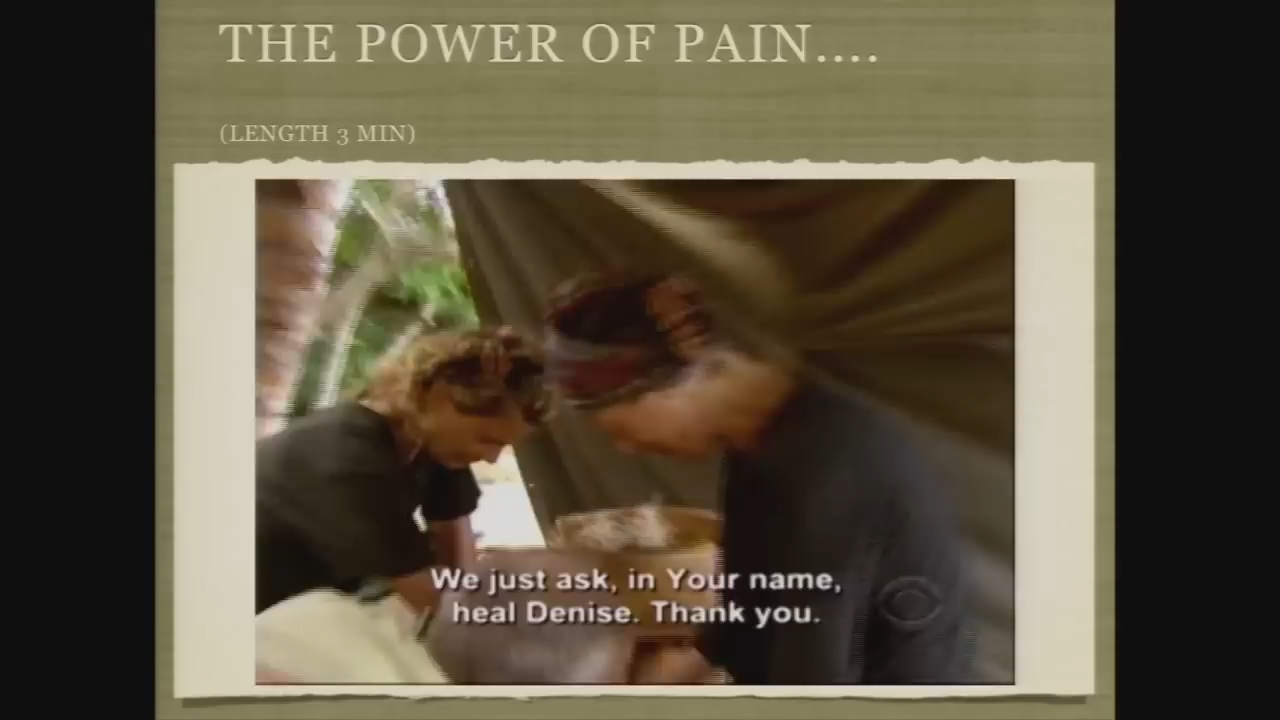 THE POWER OF PAIN....
(LENGTH 3 MIN)
We just ask, in Your name,
heal Denise. Thank you.